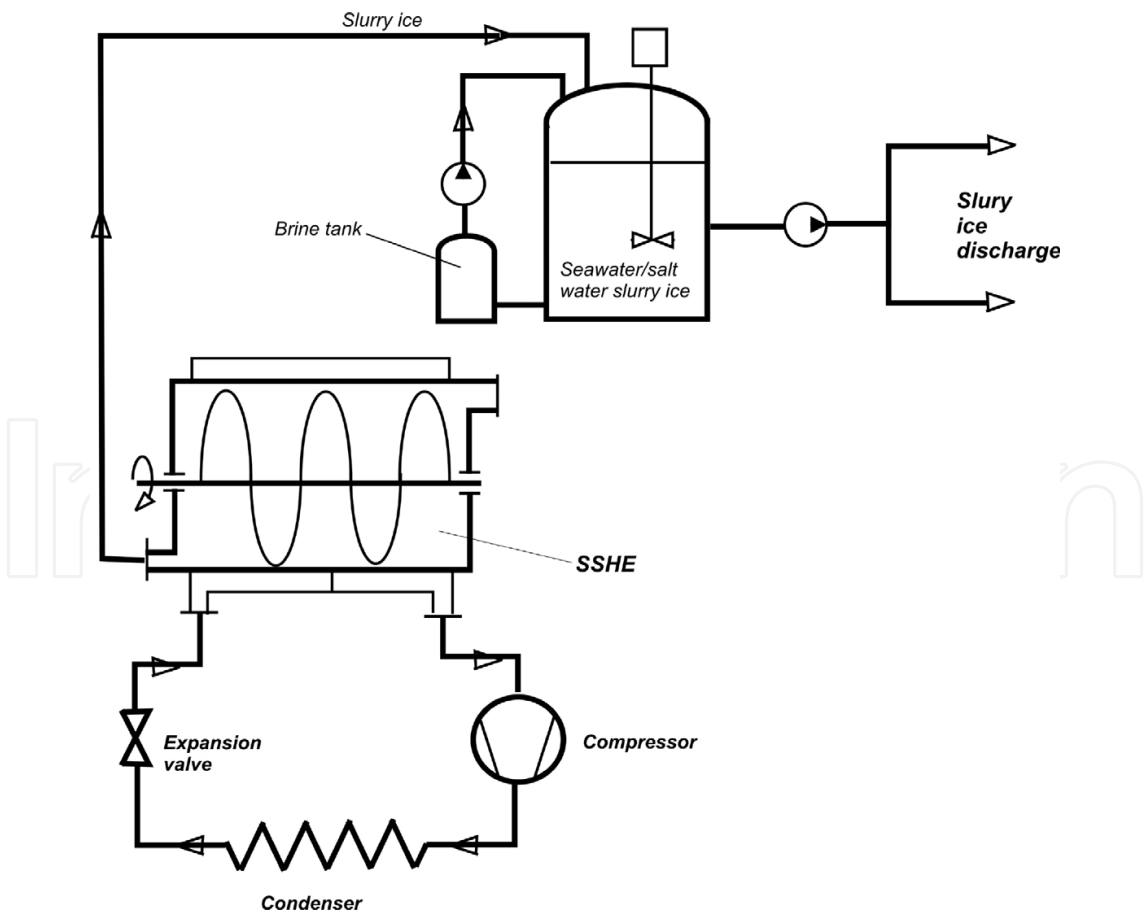 Slurry ice
Brine tank
Seawater/salt
water slurry ice
Slury
ice
discharge
SSHE
Expansion
valve
Compressor
Condenser